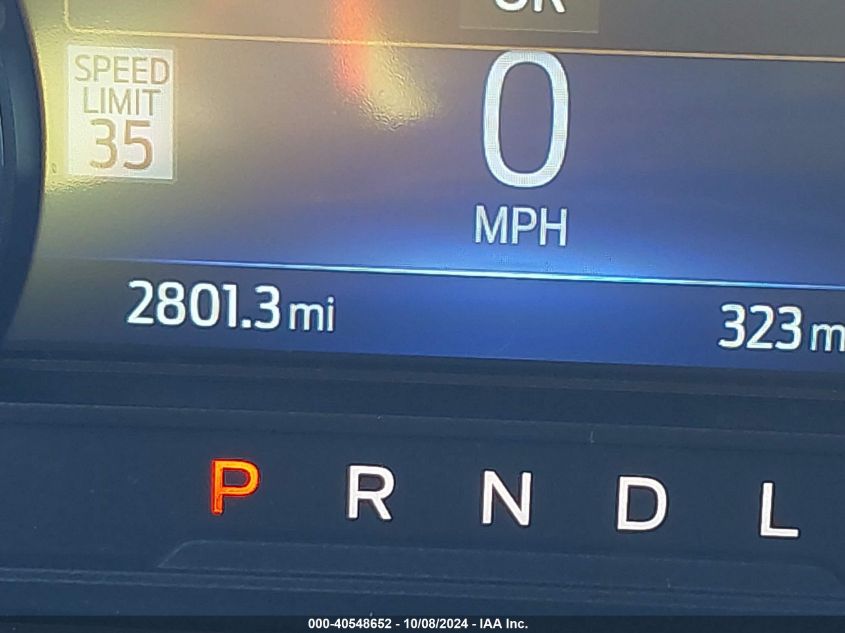 SPEED
LIMIT
35
0
MPH
2801.3 mi
323
P R N D L
000-40548652 - 10/08/2024 - IAA Inc.